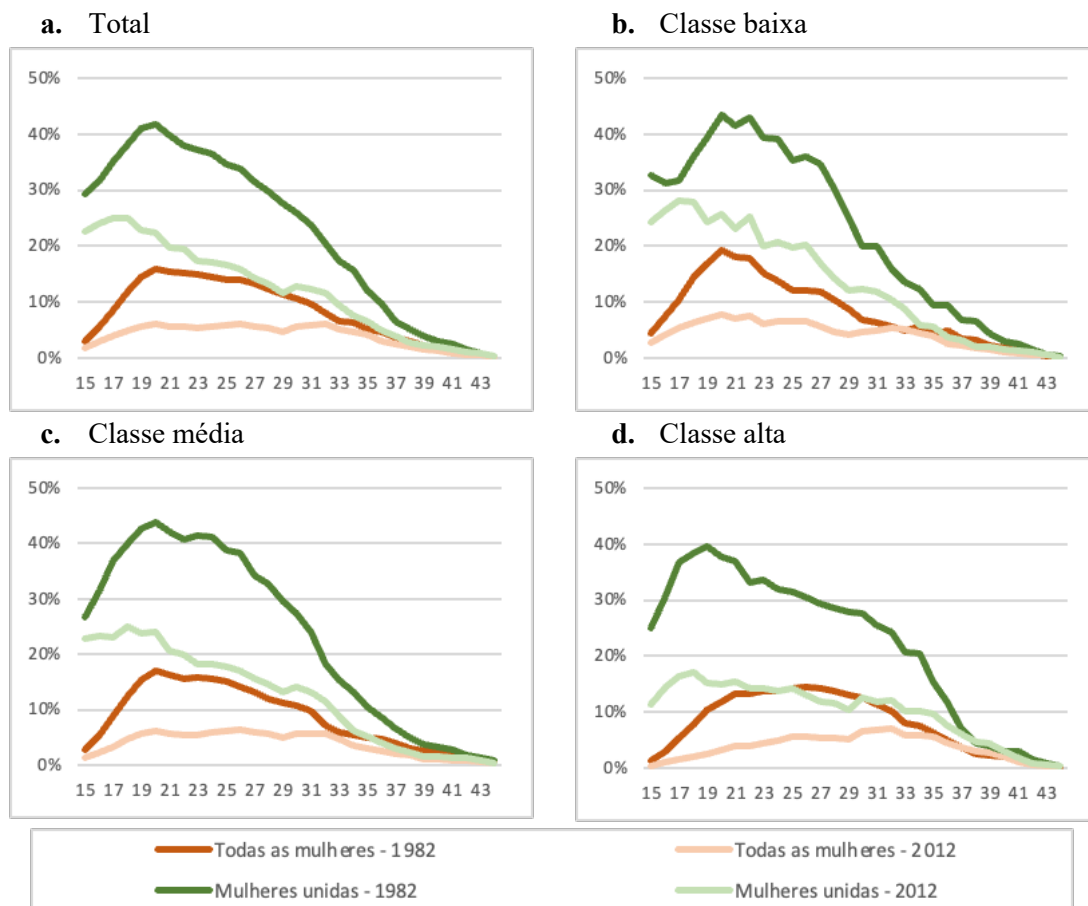 a. Total
50%
40%
30%
20%
10%
0%
15 17 19 21 23 25 27 29 31 33 35 37 39 41 43
b. Classe baixa
50%
40%
30%
20%
10%
0%
15 17 19 21 23 25 27 29 31 33 35 37 39 41 43
c. Classe média
50%
40%
30%
20%
10%
0%
15 17 19 21 23 25 27 29 31 33 35 37 39 41 43
d. Classe alta
50%
40%
30%
20%
10%
0%
15 17 19 21 23 25 27 29 31 33 35 37 39 41 43
Todas as mulheres - 1982 Todas as mulheres - 2012
Mulheres unidas - 1982 Mulheres unidas - 2012